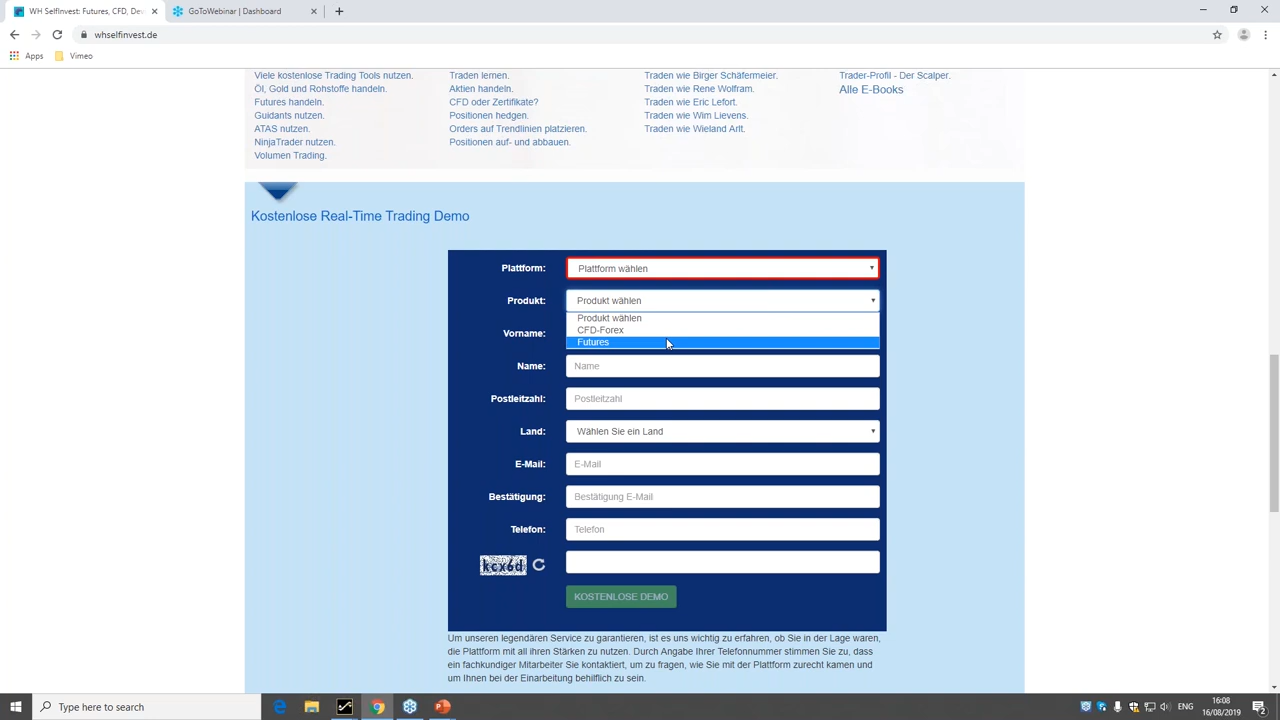 WH SelfInvest: Futures, CFD, Dev
GoToWebinar | Dashboard
whselfinvest.de
Apps
Vimeo
Viele kostenlose Trading Tools nutzen.
Traden lernen.
Traden wie Birger Schäfermeier.
Trader-Profil - Der Scalper.
Öl, Gold und Rohstoffe handeln.
Aktien handeln.
Traden wie Rene Wolfram.
Alle E-Books
Futures handeln.
CFD oder Zertifikate?
Traden wie Eric Lefort.
Guidants nutzen.
Positionen hedgen.
Traden wie Wim Lievens.
ATAS nutzen.
Orders auf Trendlinien platzieren.
Traden wie Wieland Arlt.
NinjaTrader nutzen.
Positionen auf- und abbauen.
Volumen Trading.
Kostenlose Real-Time Trading Demo
Plattform:
Plattform wählen
Produkt:
Produkt wählen
Produkt wählen
CFD-Forex
Vorname:
Futures
Name:
Name
Postleitzahl:
Postleitzahl
Land:
Wählen Sie ein Land
E-Mail:
E-Mail
Bestätigung:
Bestätigung E-Mail
Telefon:
Telefon
kcx6d
KOSTENLOSE DEMO
Um unseren legendären Service zu garantieren, ist es uns wichtig zu erfahren, ob Sie in der Lage waren,
die Plattform mit all ihren Stärken zu nutzen. Durch Angabe Ihrer Telefonnummer stimmen Sie zu, dass
ein fachkundiger Mitarbeiter Sie kontaktiert, um zu fragen, wie Sie mit der Plattform zurecht kamen und
um Ihnen bei der Einarbeitung behilflich zu sein.
Type here to search
ENG
16:08
16/08/2019
2